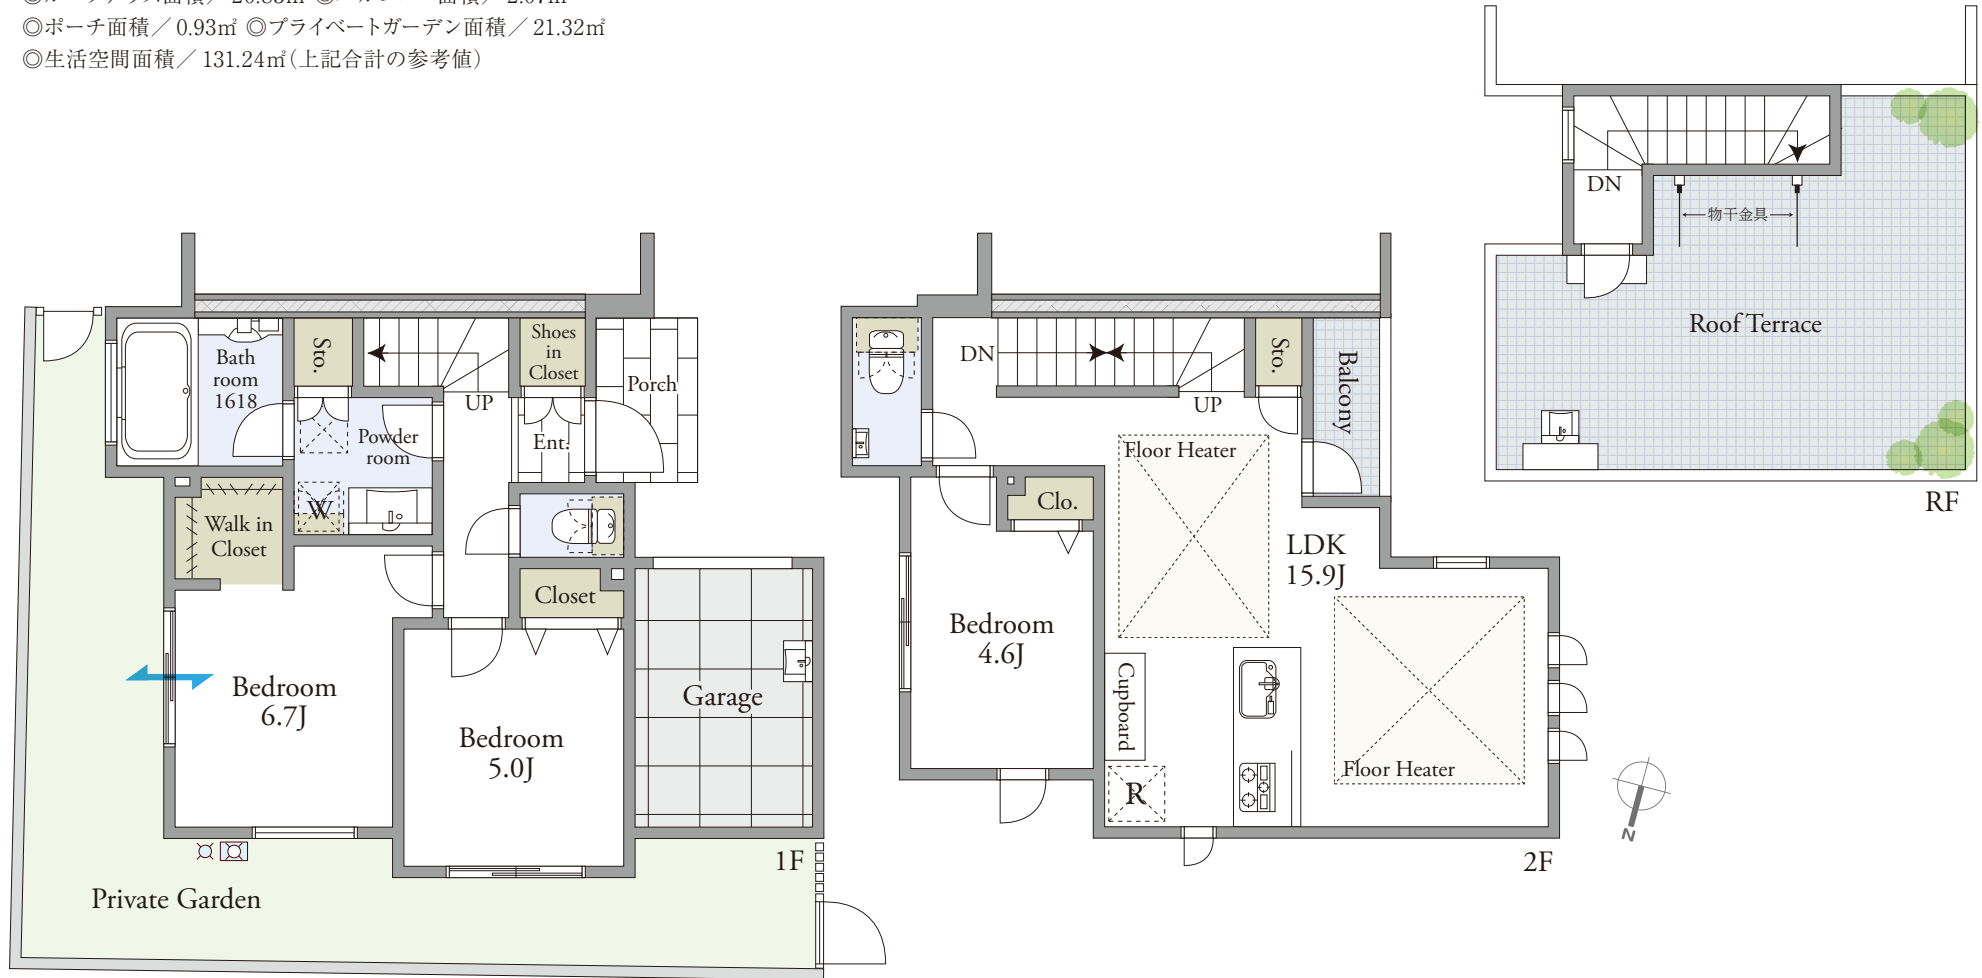 ◎ポーチ面積／ 0.93㎡ ◎プライベートガーデン面積／ 21.32㎡
◎生活空間面積／ 131.24㎡（上記合計の参考値）
DN
物干金具
Roof Terrace
RF
Bath
room
1618
Sto.
UP
Shoes
in
Closet
Porch
Ent.
Powder
room
W
Walk in
Closet
Closet
Bedroom
6.7J
Bedroom
5.0J
Garage
Private Garden
1F
DN
UP
Sto.
Balcony
Floor Heater
Clo.
LDK
15.9J
Bedroom
4.6J
Cupboard
R
Floor Heater
2F
N